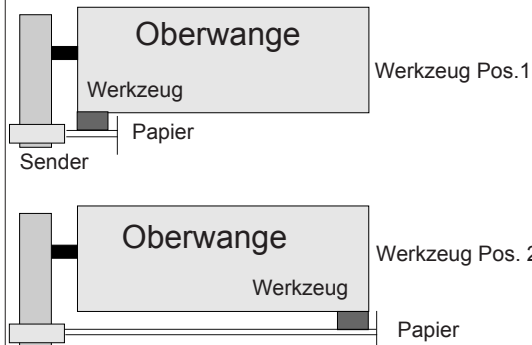 Oberwange
Werkzeug Pos.1
Werkzeug
Papier
Sender
Oberwange
Werkzeug Pos. 2
Werkzeug
Papier